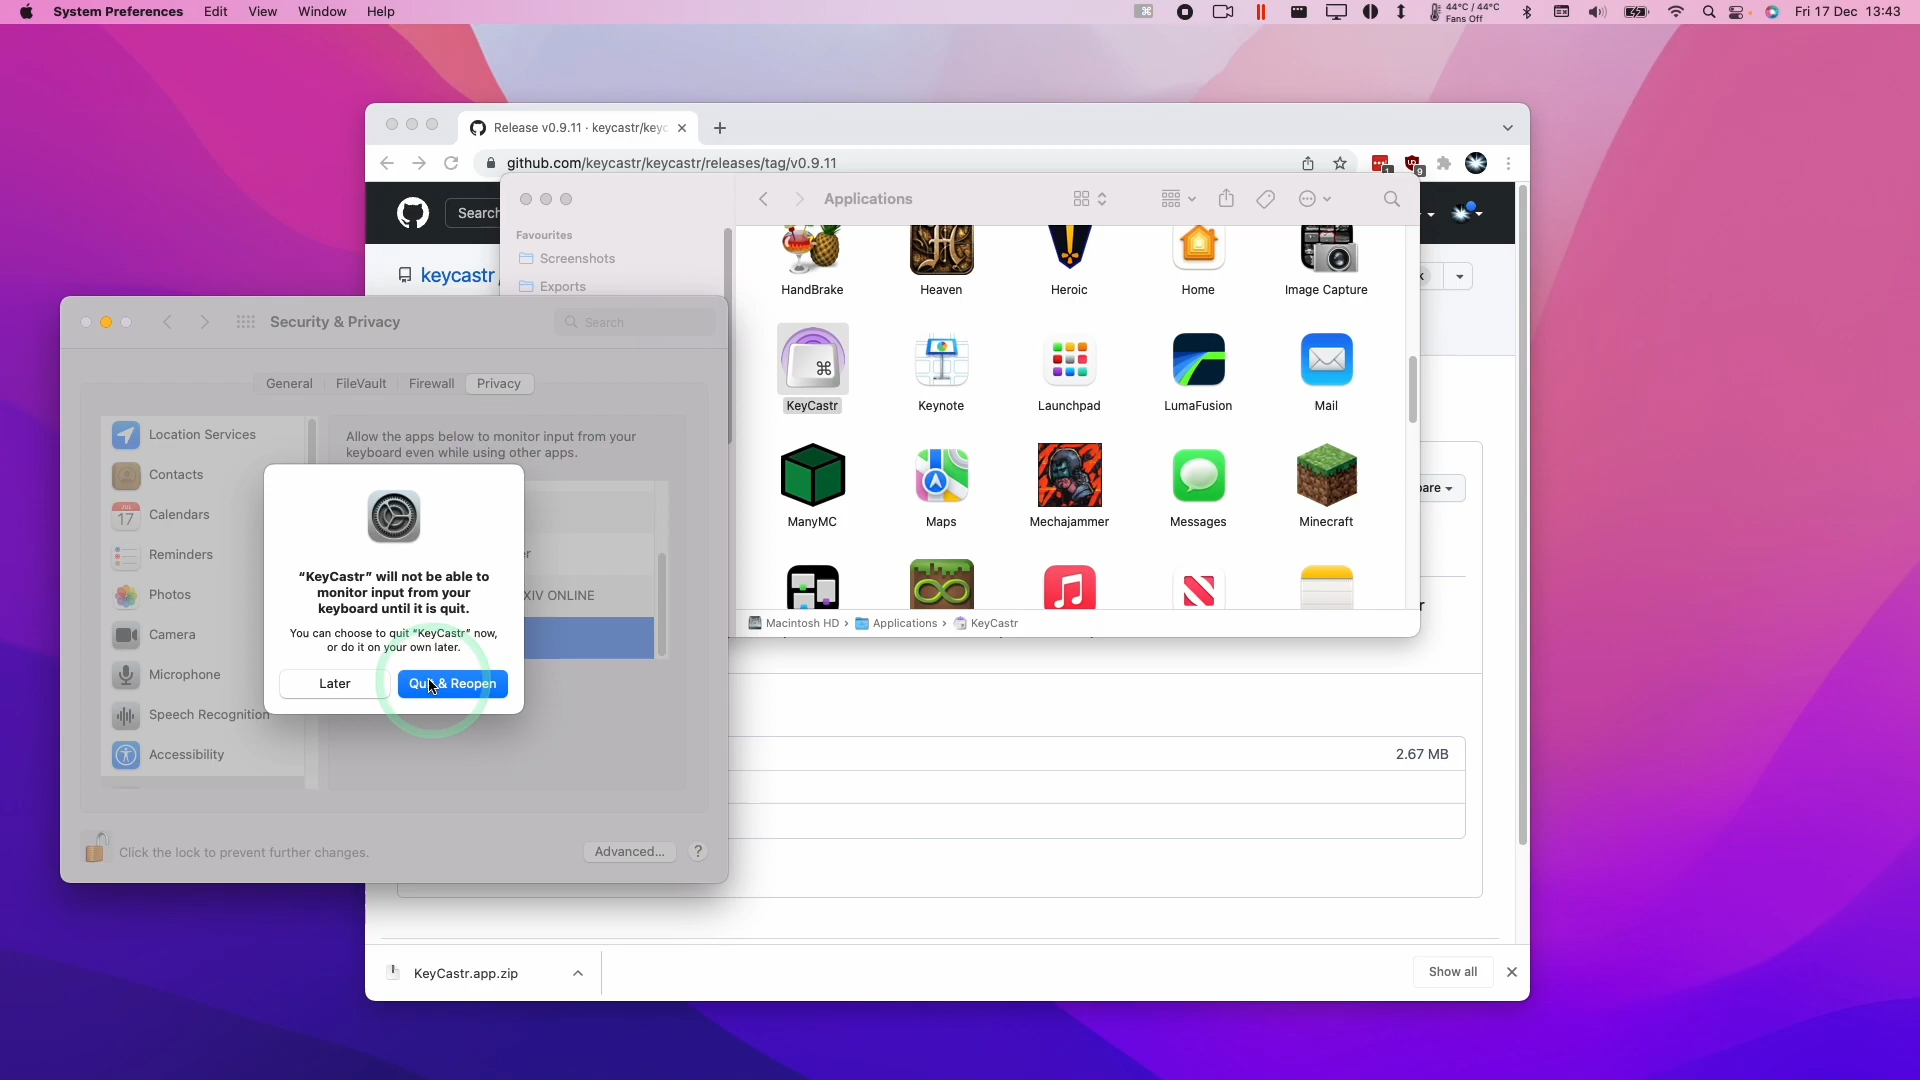 System Preferences Edit View Window Help
44°C / 44°C
Fans Off
Fri 17 Dec 13:43
Release v0.9.11 · keycastr/keyc
github.com/keycastr/keycastr/releases/tag/v0.9.11
1
9
Search
Applications
Favourites
Screenshots
Exports
keycastr
HandBrake
Heaven
Heroic
Home
Image Capture
KeyCastr
Keynote
Launchpad
LumaFusion
Mail
ManyMC
Maps
Mechajammer
Messages
Minecraft
Macintosh HD › Applications › KeyCastr
Security & Privacy
Search
General FileVault Firewall Privacy
Location Services
Contacts
JUL
17
Calendars
Reminders
Photos
Camera
Microphone
Speech Recognition
Accessibility
Allow the apps below to monitor input from your
keyboard even while using other apps.
er
XIV ONLINE
“KeyCastr” will not be able to
monitor input from your
keyboard until it is quit.
You can choose to quit “KeyCastr” now,
or do it on your own later.
Later
Quit & Reopen
Click the lock to prevent further changes.
Advanced...
?
pare
2.67 MB
KeyCastr.app.zip
Show all